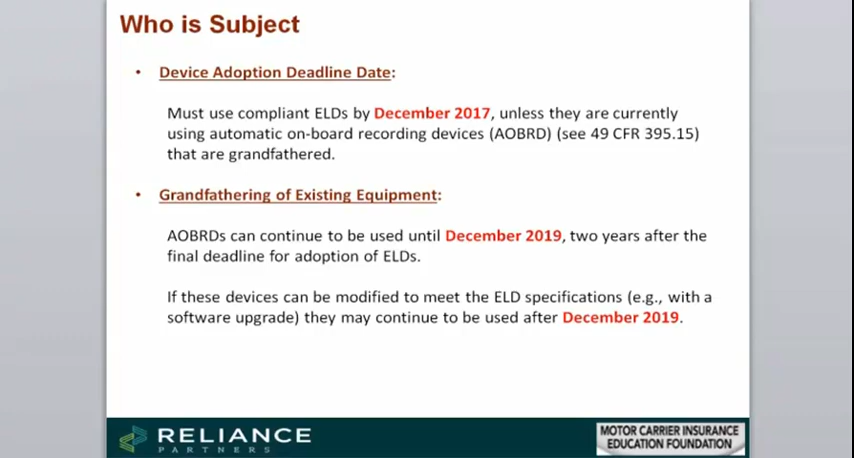 Who is Subject
• Device Adoption Deadline Date:
Must use compliant ELDs by December 2017, unless they are currently
using automatic on-board recording devices (AOBRD) (see 49 CFR 395.15)
that are grandfathered.
• Grandfathering of Existing Equipment:
AOBRDs can continue to be used until December 2019, two years after the
final deadline for adoption of ELDs.
If these devices can be modified to meet the ELD specifications (e.g., with a
software upgrade) they may continue to be used after December 2019.
RELIANCE
PARTNERS
MOTOR CARRIER INSURANCE
EDUCATION FOUNDATION